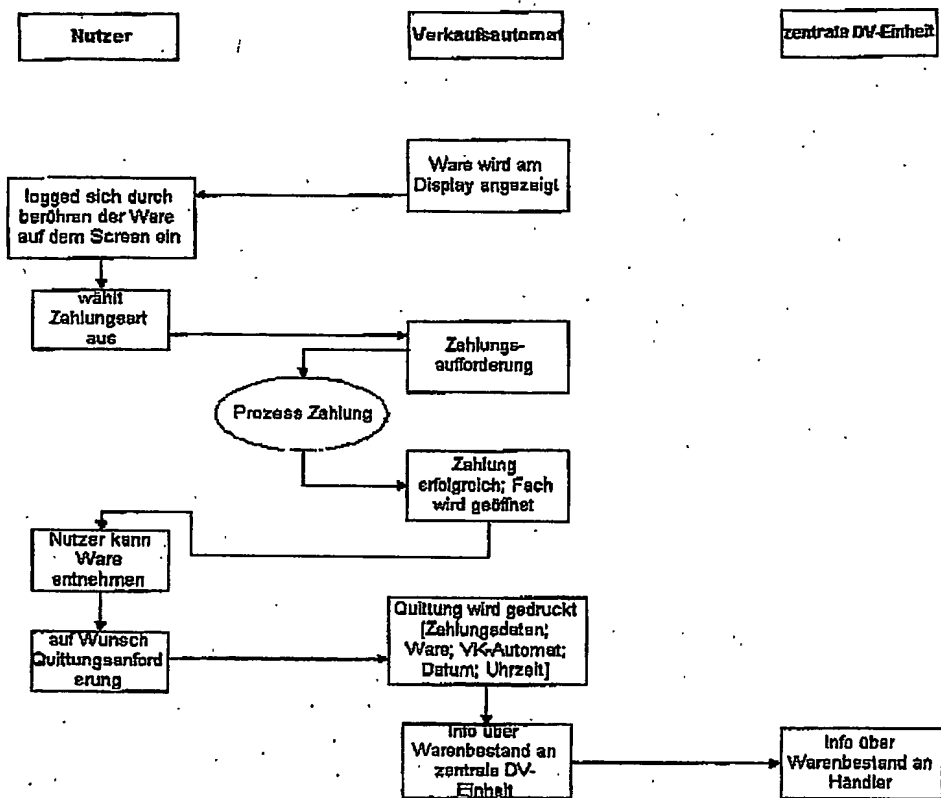 Nutzer
Verkaufsautomat
zentrale DV-Einheit
Ware wird am
Display angezeigt
logged sich durch
berühren der Ware
auf dem Screen ein
wählt
Zahlungsart
aus
Zahlungs-
aufforderung
Prozess Zahlung
Zahlung
erfolgreich; Fach
wird geöffnet
Nutzer kann
Ware
entnehmen
Quittung wird gedruckt
[Zahlungsdaten;
Ware; VK-Automat;
Datum; Uhrzeit]
auf Wunsch
Quittungsanford
erung
Info über
Warenbestand an
zentrale DV-
Einheit
Info über
Warenbestand an
Händler